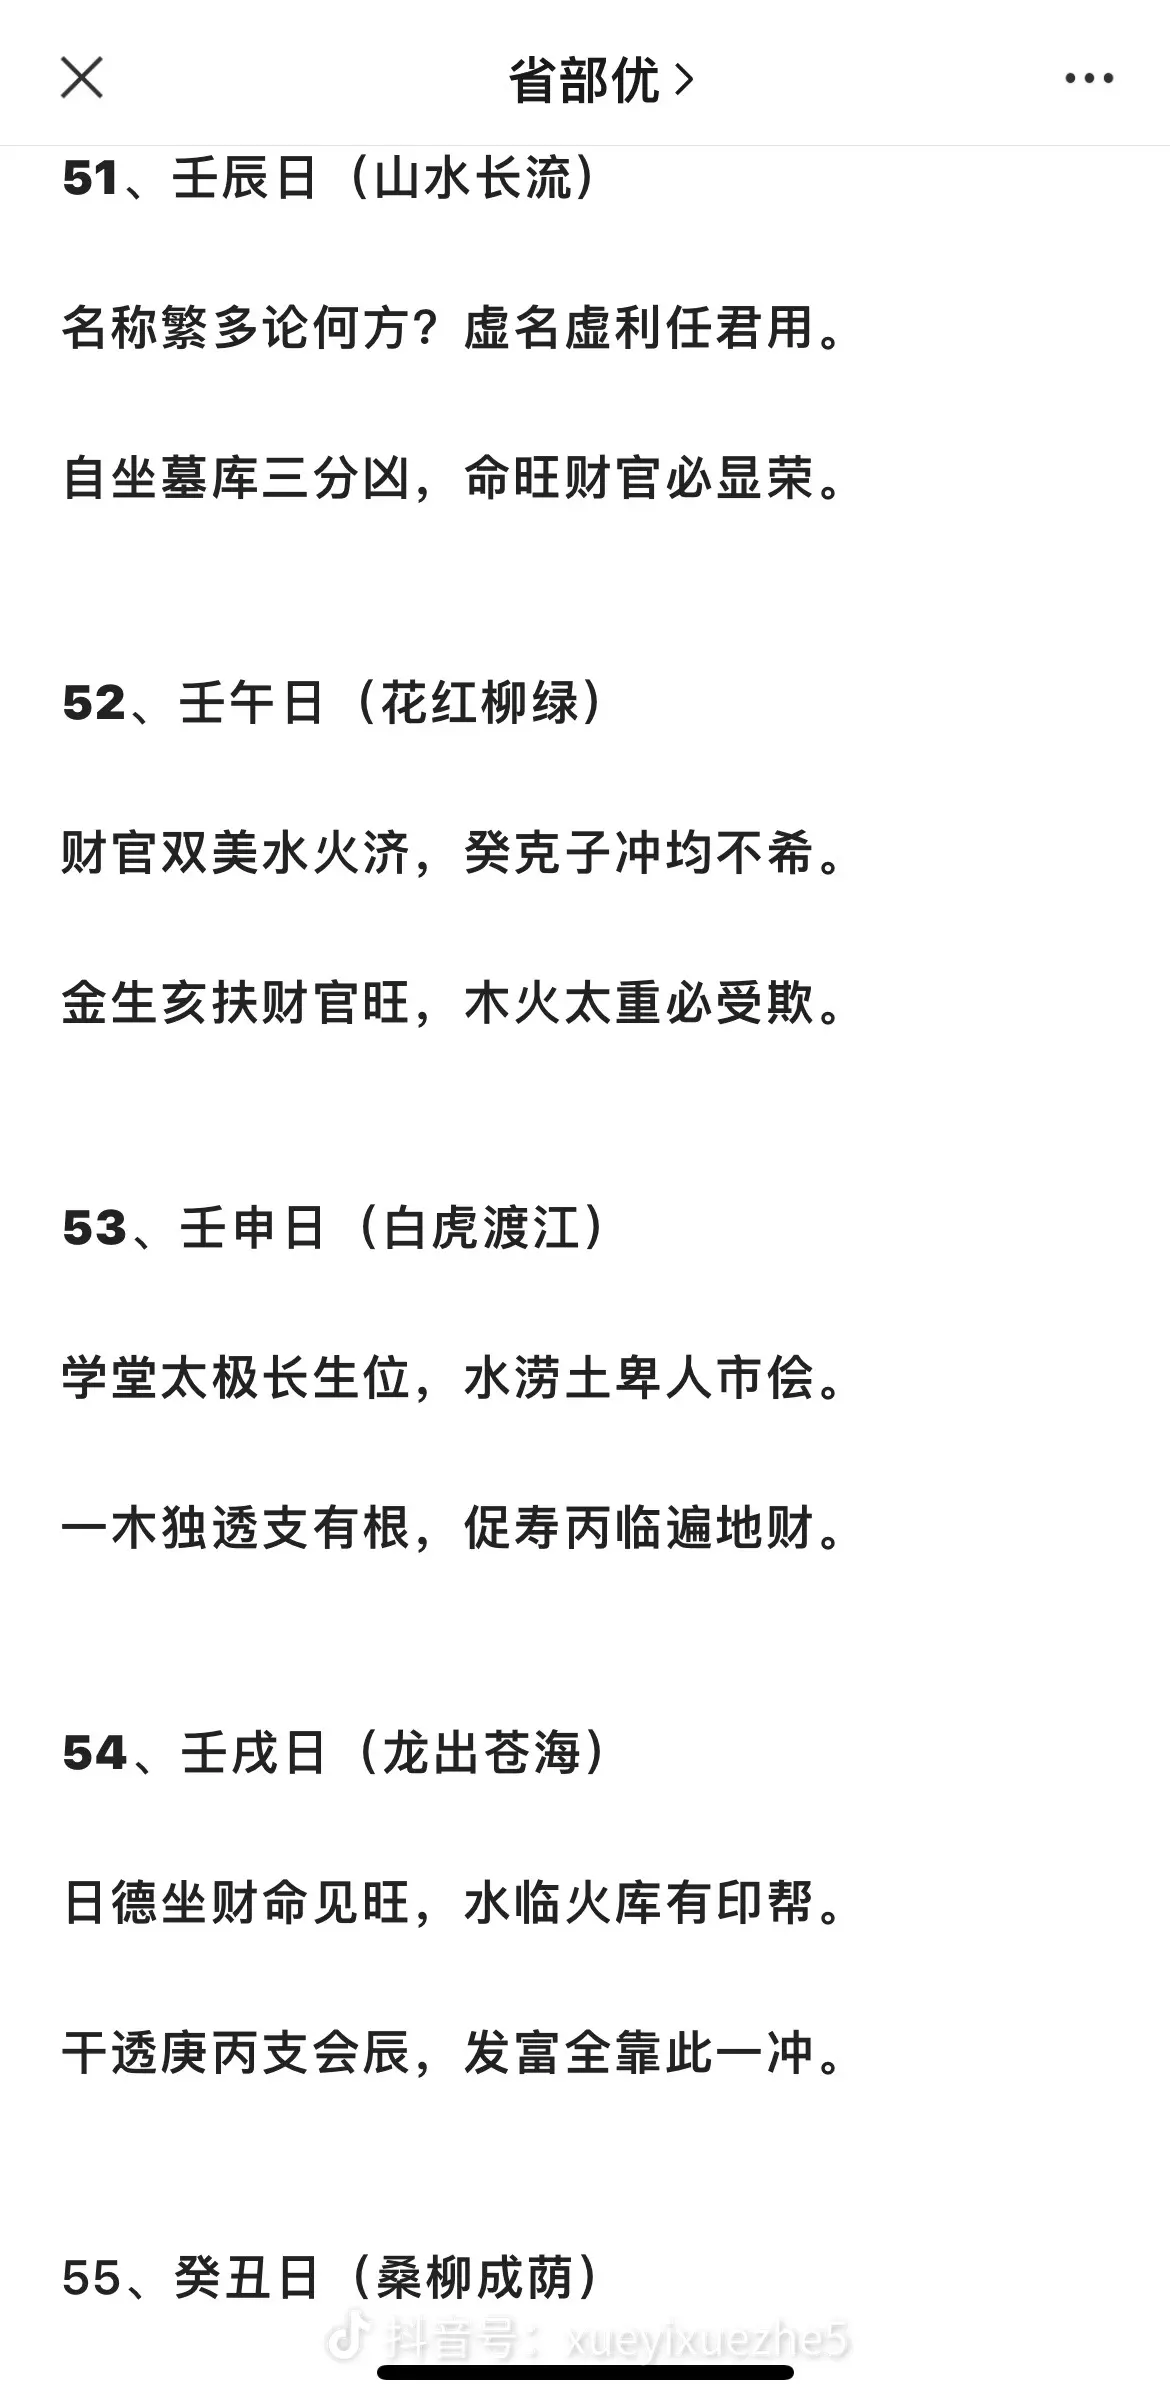 省部优
51、壬辰日（山水长流）
名称繁多论何方？虚名虚利任君用。
自坐墓库三分凶，命旺财官必显荣。
52、壬午日（花红柳绿）
财官双美水火济，癸克子冲均不希。
金生亥扶财官旺，木火太重必受欺。
53、壬申日（白虎渡江）
学堂太极长生位，水涝土卑人市侩。
一木独透支有根，促寿丙临遍地财。
54、壬戌日（龙出苍海）
日德坐财命见旺，水临火库有印帮。
干透庚丙支会辰，发富全靠此一冲。
55、癸丑日（桑柳成荫）
抖音号：xueyixuezhe5